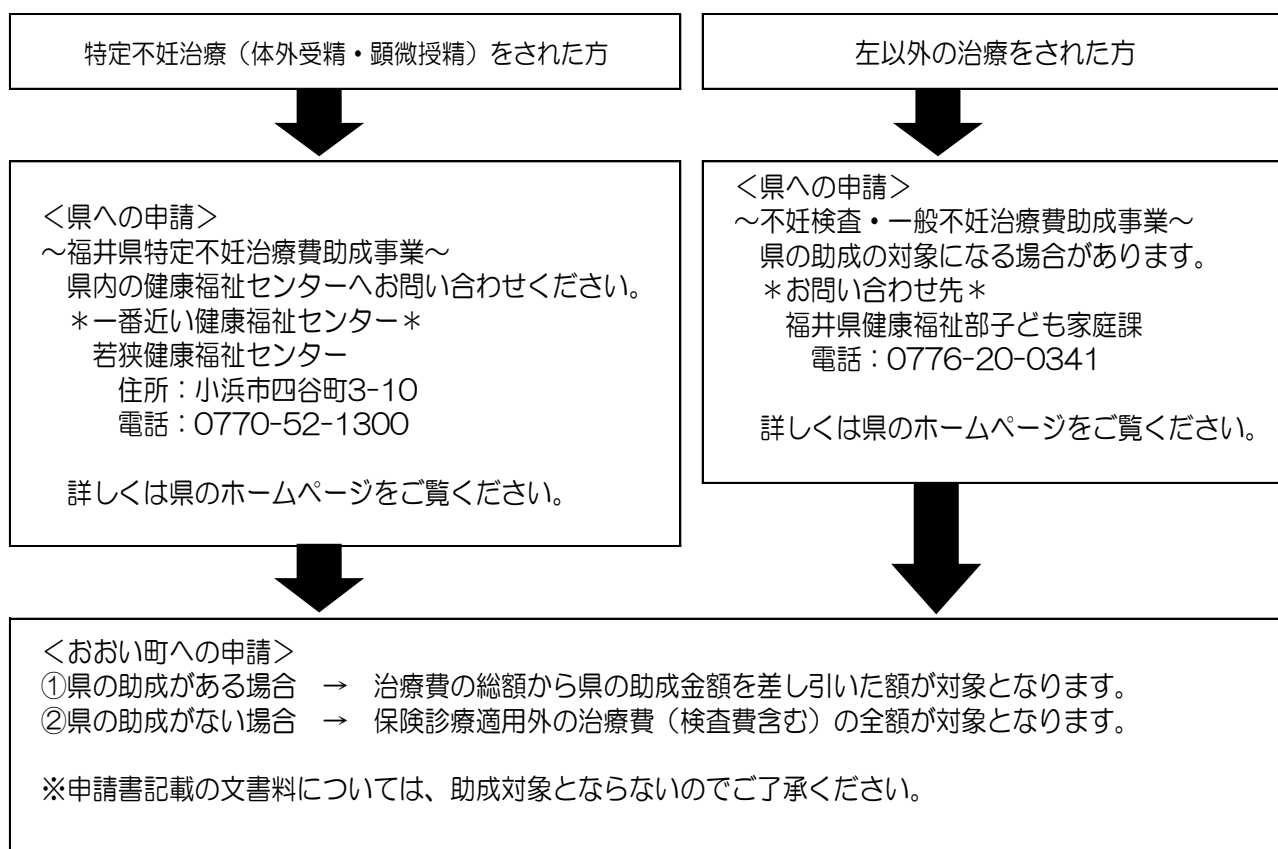 特定不妊治療（体外受精・顕微授精）をされた方
左以外の治療をされた方
＜県への申請＞
～福井県特定不妊治療費助成事業～
県内の健康福祉センターへお問い合わせください。
＊一番近い健康福祉センター＊
若狭健康福祉センター
住所：小浜市四谷町3-10
電話：0770-52-1300
詳しくは県のホームページをご覧ください。
＜県への申請＞
～不妊検査・一般不妊治療費助成事業～
県の助成の対象になる場合があります。
＊お問い合わせ先＊
福井県健康福祉部子ども家庭課
電話：0776-20-0341
詳しくは県のホームページをご覧ください。
＜おおい町への申請＞
①県の助成がある場合　→　治療費の総額から県の助成金額を差し引いた額が対象となります。
②県の助成がない場合　→　保険診療適用外の治療費（検査費含む）の全額が対象となります。
※申請書記載の文書料については、助成対象とならないのでご了承ください。